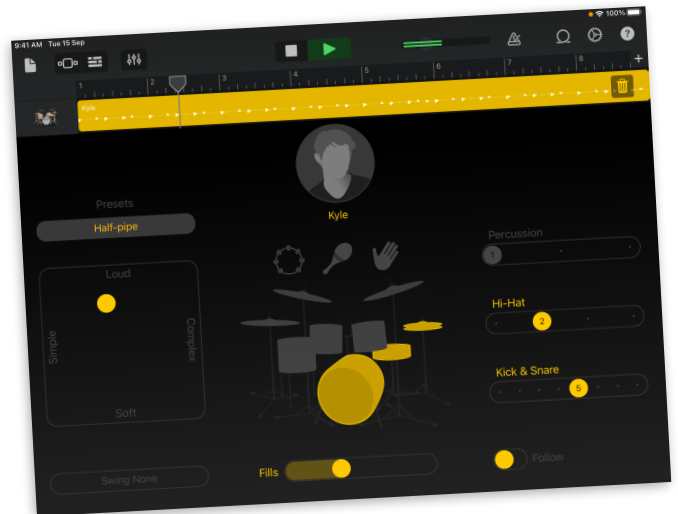 9:41 AM Tue 15 Sep
100%
?
1 2 3 4 5 6 7 8
+
Kyle
Kyle
Presets
Half-pipe
Loud
Simple
Complex
Soft
Swing None
Percussion
1
Hi-Hat
2
Kick & Snare
5
Fills
Follow